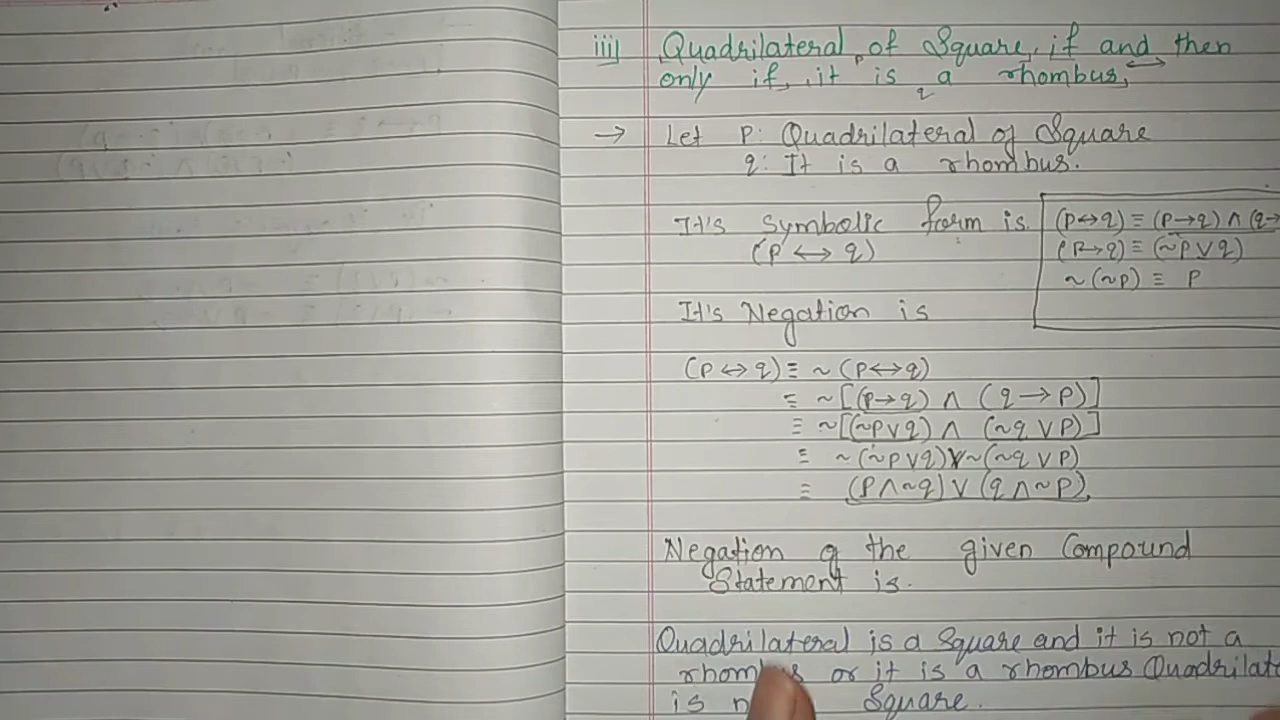 iii) Quadrilateral of Square, if and then
p
only if, it is a rhombus,
q
→ Let P: Quadrilateral of Square
q: It is a rhombus.
It's Symbolic form is
(P ↔ q)
(P↔q) ≡ (P→q) ∧ (q→
(P→q) ≡ (~P∨q)
~(~P) ≡ P
It's Negation is
(P↔q) ≡ ~(P↔q)
≡ ~[(P→q) ∧ (q→P)]
≡ ~[(~P∨q) ∧ (~q∨P)]
≡ ~(~P∨q)∨~(~q∨P)
≡ (P∧~q)∨(q∧~P)
Negation of the given Compound
Statement is.
Quadrilateral is a Square and it is not a
or it is a rhombus
is Square.